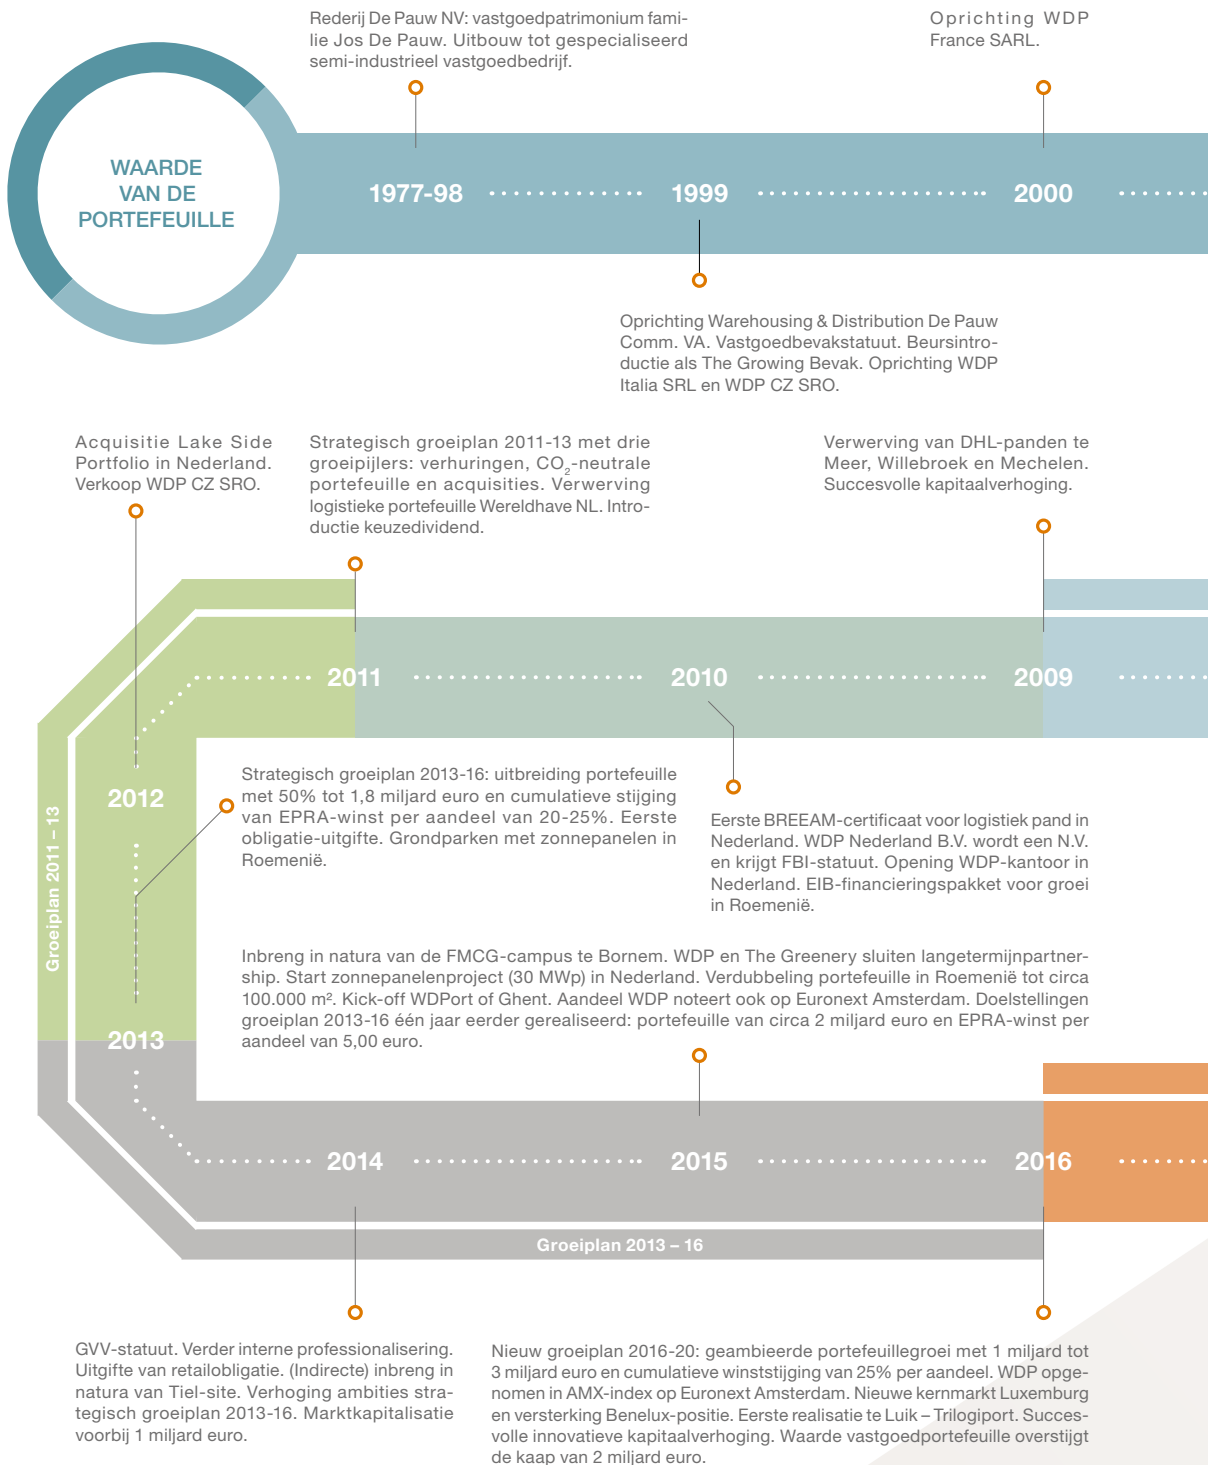 Rederij De Pauw NV: vastgoedpatrimonium fami-
lie Jos De Pauw. Uitbouw tot gespecialiseerd
semi-industrieel vastgoedbedrijf.
Oprichting WDP
France SARL.
WAARDE
VAN DE
PORTEFEUILLE
1977-98
1999
2000
Oprichting Warehousing & Distribution De Pauw
Comm. VA. Vastgoedbevakstatuut. Beursintro-
ductie als The Growing Bevak. Oprichting WDP
Italia SRL en WDP CZ SRO.
Acquisitie Lake Side
Portfolio in Nederland.
Verkoop WDP CZ SRO.
Strategisch groeiplan 2011-13 met drie
groeipijlers: verhuringen, CO₂-neutrale
portefeuille en acquisities. Verwerving
logistieke portefeuille Wereldhave NL. Intro-
ductie keuzedividend.
Verwerving van DHL-panden te
Meer, Willebroek en Mechelen.
Succesvolle kapitaalverhoging.
2011
2010
2009
2012
Groeiplan 2011 – 13
Strategisch groeiplan 2013-16: uitbreiding portefeuille
met 50% tot 1,8 miljard euro en cumulatieve stijging
van EPRA-winst per aandeel van 20-25%. Eerste
obligatie-uitgifte. Grondparken met zonnepanelen in
Roemenië.
Eerste BREEAM-certificaat voor logistiek pand in
Nederland. WDP Nederland B.V. wordt een N.V.
en krijgt FBI-statuut. Opening WDP-kantoor in
Nederland. EIB-financieringspakket voor groei
in Roemenië.
Inbreng in natura van de FMCG-campus te Bornem. WDP en The Greenery sluiten langetermijnpartner-
ship. Start zonnepanelenproject (30 MWp) in Nederland. Verdubbeling portefeuille in Roemenië tot circa
100.000 m². Kick-off WDPort of Ghent. Aandeel WDP noteert ook op Euronext Amsterdam. Doelstellingen
groeiplan 2013-16 één jaar eerder gerealiseerd: portefeuille van circa 2 miljard euro en EPRA-winst per
aandeel van 5,00 euro.
2013
2014
2015
2016
Groeiplan 2013 – 16
GVV-statuut. Verder interne professionalisering.
Uitgifte van retailobligatie. (Indirecte) inbreng in
natura van Tiel-site. Verhoging ambities stra-
tegisch groeiplan 2013-16. Marktkapitalisatie
voorbij 1 miljard euro.
Nieuw groeiplan 2016-20: geambieerde portefeuillegroei met 1 miljard tot
3 miljard euro en cumulatieve winststijging van 25% per aandeel. WDP opge-
nomen in AMX-index op Euronext Amsterdam. Nieuwe kernmarkt Luxemburg
en versterking Benelux-positie. Eerste realisatie te Luik – Trilogiport. Succes-
volle innovatieve kapitaalverhoging. Waarde vastgoedportefeuille overstijgt
de kaap van 2 miljard euro.